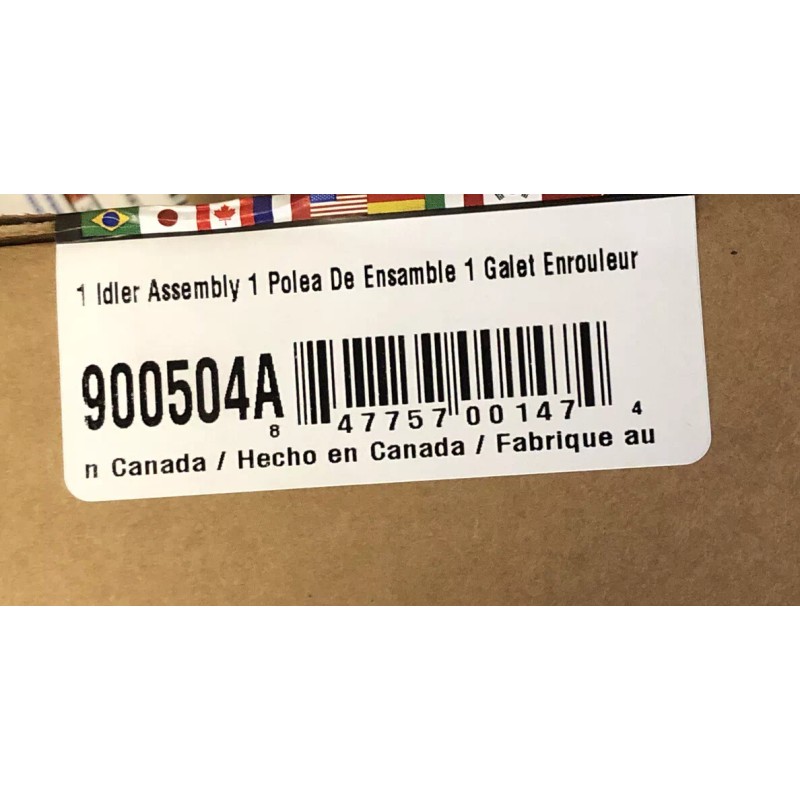 1 Idler Assembly 1 Polea De Ensamble 1 Galet Enrouleur
900504A
8 47757 00147 4
n Canada / Hecho en Canada / Fabrique au